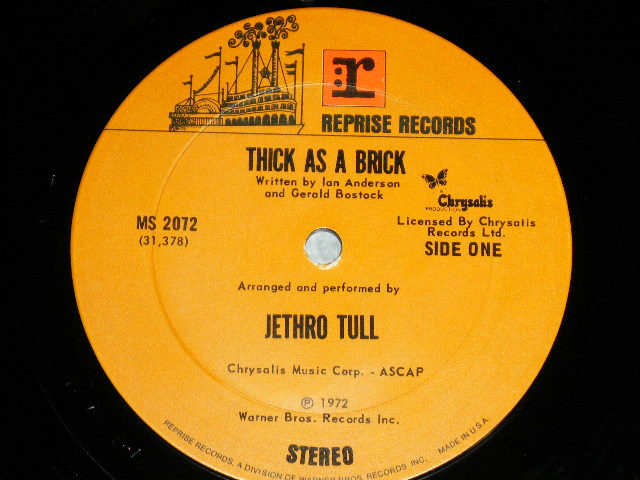 :r
REPRISE RECORDS
THICK AS A BRICK
Written by Ian Anderson
and Gerald Bostock
Chrysalis
PRODUCTION
MS 2072
(31,378)
Licensed By Chrysalis
Records Ltd.
SIDE ONE
Arranged and performed by
JETHRO TULL
Chrysalis Music Corp. - ASCAP
℗ 1972
Warner Bros. Records Inc.
STEREO
REPRISE RECORDS, A DIVISION OF WARNER BROS. RECORDS, INC. MADE IN U.S.A.